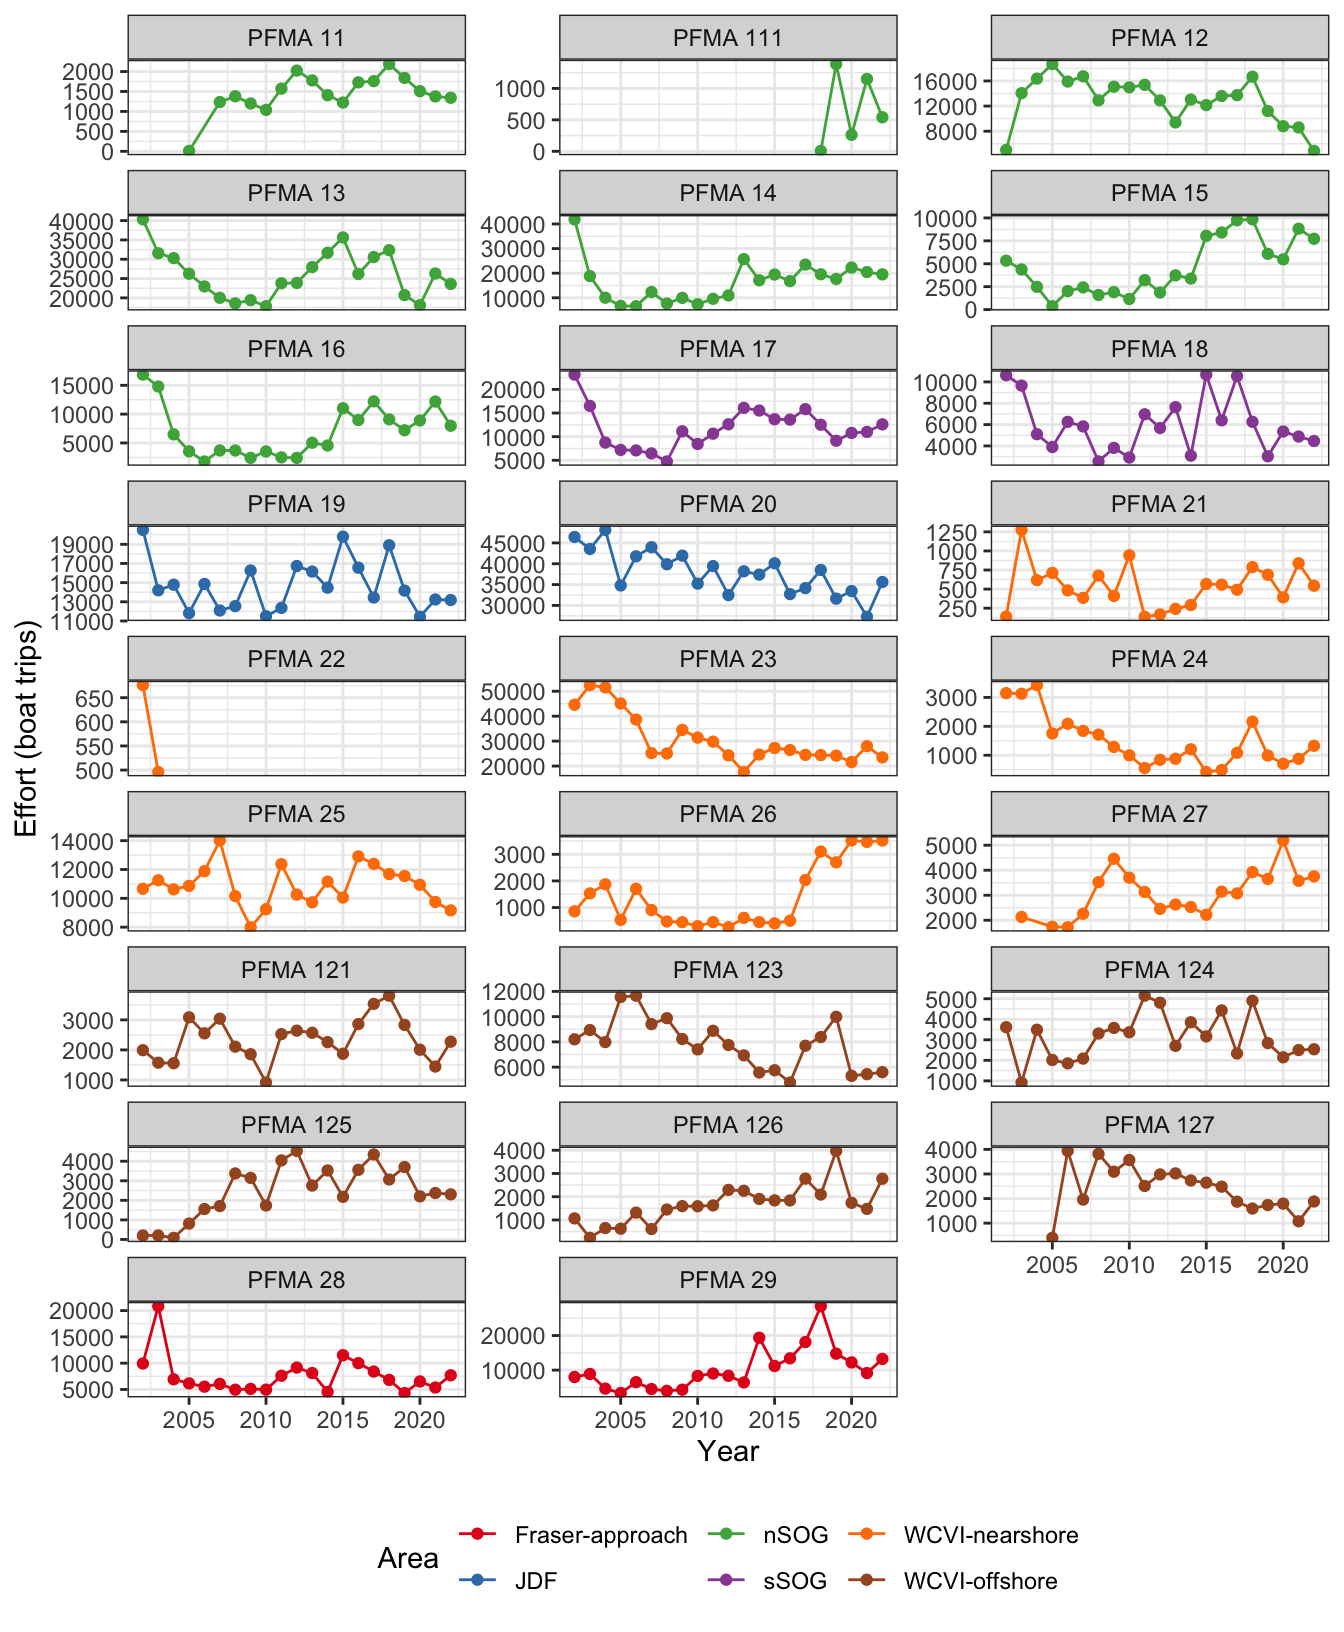 PFMA 11
PFMA 111
PFMA 12
2000
1500
1000
500
0
1000
500
0
16000
12000
8000
PFMA 13
PFMA 14
PFMA 15
40000
35000
30000
25000
20000
40000
30000
20000
10000
10000
7500
5000
2500
0
PFMA 16
PFMA 17
PFMA 18
15000
10000
5000
20000
15000
10000
5000
10000
8000
6000
4000
PFMA 19
PFMA 20
PFMA 21
19000
17000
15000
13000
11000
45000
40000
35000
30000
1250
1000
750
500
250
Effort (boat trips)
PFMA 22
PFMA 23
PFMA 24
650
600
550
500
50000
40000
30000
20000
3000
2000
1000
PFMA 25
PFMA 26
PFMA 27
14000
12000
10000
8000
3000
2000
1000
5000
4000
3000
2000
PFMA 121
PFMA 123
PFMA 124
3000
2000
1000
12000
10000
8000
6000
5000
4000
3000
2000
1000
PFMA 125
PFMA 126
PFMA 127
4000
3000
2000
1000
0
4000
3000
2000
1000
4000
3000
2000
1000
2005 2010 2015 2020
PFMA 28
PFMA 29
20000
15000
10000
5000
20000
10000
2005 2010 2015 2020
2005 2010 2015 2020
Year
Area
Fraser-approach
nSOG
WCVI-nearshore
JDF
sSOG
WCVI-offshore